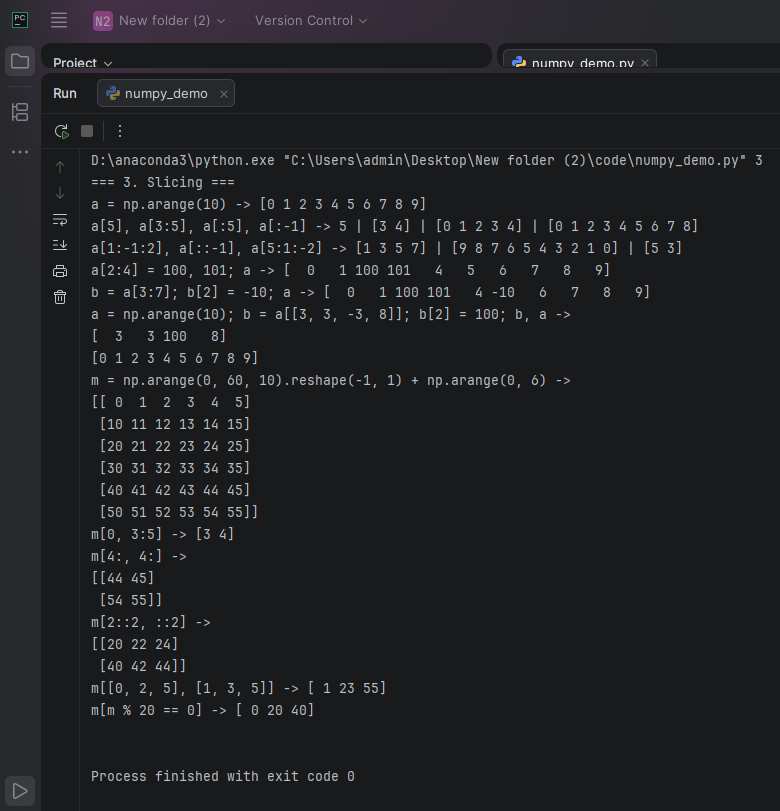 PC
N2 New folder (2) Version Control
Project numpy_demo.py
Run numpy_demo
D:\anaconda3\python.exe "C:\Users\admin\Desktop\New folder (2)\code\numpy_demo.py" 3
=== 3. Slicing ===
a = np.arange(10) -> [0 1 2 3 4 5 6 7 8 9]
a[5], a[3:5], a[:5], a[:-1] -> 5 | [3 4] | [0 1 2 3 4] | [0 1 2 3 4 5 6 7 8]
a[1:-1:2], a[::-1], a[5:1:-2] -> [1 3 5 7] | [9 8 7 6 5 4 3 2 1 0] | [5 3]
a[2:4] = 100, 101; a -> [  0   1 100 101   4   5   6   7   8   9]
b = a[3:7]; b[2] = -10; a -> [  0   1 100 101   4 -10   6   7   8   9]
a = np.arange(10); b = a[[3, 3, -3, 8]]; b[2] = 100; b, a ->
[  3   3 100   8]
[0 1 2 3 4 5 6 7 8 9]
m = np.arange(0, 60, 10).reshape(-1, 1) + np.arange(0, 6) ->
[[ 0  1  2  3  4  5]
 [10 11 12 13 14 15]
 [20 21 22 23 24 25]
 [30 31 32 33 34 35]
 [40 41 42 43 44 45]
 [50 51 52 53 54 55]]
m[0, 3:5] -> [3 4]
m[4:, 4:] ->
[[44 45]
 [54 55]]
m[2::2, ::2] ->
[[20 22 24]
 [40 42 44]]
m[[0, 2, 5], [1, 3, 5]] -> [ 1 23 55]
m[m % 20 == 0] -> [ 0 20 40]
Process finished with exit code 0